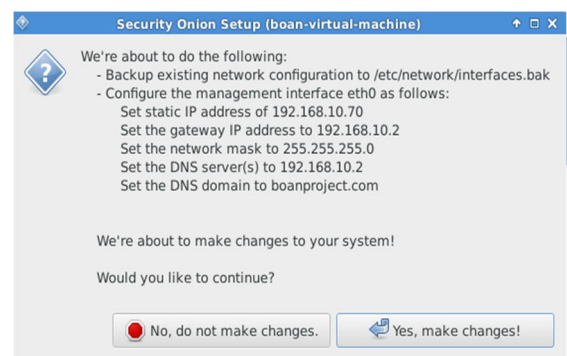 Security Onion Setup (boan-virtual-machine)
We're about to do the following:
- Backup existing network configuration to /etc/network/interfaces.bak
- Configure the management interface eth0 as follows:
Set static IP address of 192.168.10.70
Set the gateway IP address to 192.168.10.2
Set the network mask to 255.255.255.0
Set the DNS server(s) to 192.168.10.2
Set the DNS domain to boanproject.com
We're about to make changes to your system!
Would you like to continue?
No, do not make changes.
Yes, make changes!